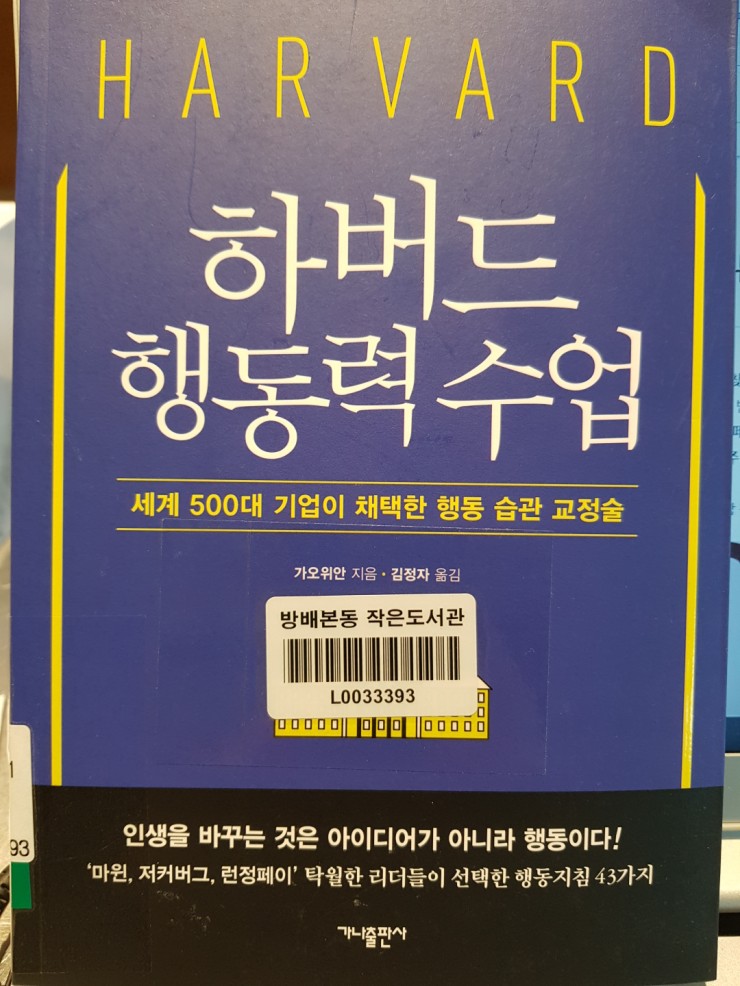 HARVARD
하버드
행동력 수업
세계 500대 기업이 채택한 행동 습관 교정술
가오위안 지음 · 김정자 옮김
방배본동 작은도서관
L0033393
1
93
인생을 바꾸는 것은 아이디어가 아니라 행동이다!
'마윈, 저커버그, 런정페이' 탁월한 리더들이 선택한 행동지침 43가지
가나출판사